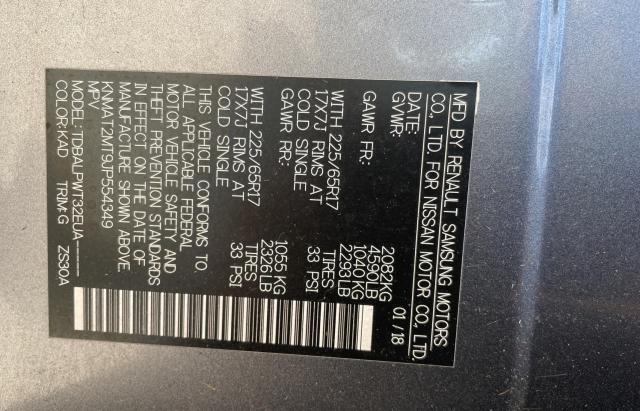 MFD BY RENAULT SAMSUNG MOTORS
CO., LTD. FOR NISSAN MOTOR CO., LTD.
DATE: 01/18
GVWR: 2082KG
4590LB
GAWR FR: 1040 KG
2293 LB
WITH 225/65R17 TIRES
17X7J RIMS AT 33 PSI
COLD SINGLE
GAWR RR: 1055 KG
2326 LB
WITH 225/65R17 TIRES
17X7J RIMS AT 33 PSI
COLD SINGLE
THIS VEHICLE CONFORMS TO
ALL APPLICABLE FEDERAL
MOTOR VEHICLE SAFETY AND
THEFT PREVENTION STANDARDS
IN EFFECT ON THE DATE OF
MANUFACTURE SHOWN ABOVE.
KNMAT2MT9JP554349
MPV
MODEL:TDBALPWT32EUA-----
COLOR:KAD TRIM:G ZS30A